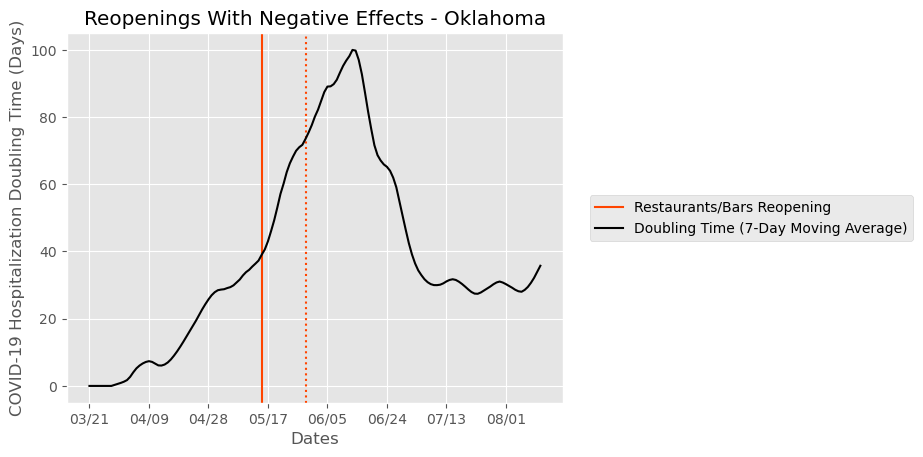 Reopenings With Negative Effects - Oklahoma
COVID-19 Hospitalization Doubling Time (Days)
100
80
60
40
20
0
03/21 04/09 04/28 05/17 06/05 06/24 07/13 08/01
Dates
Restaurants/Bars Reopening
Doubling Time (7-Day Moving Average)